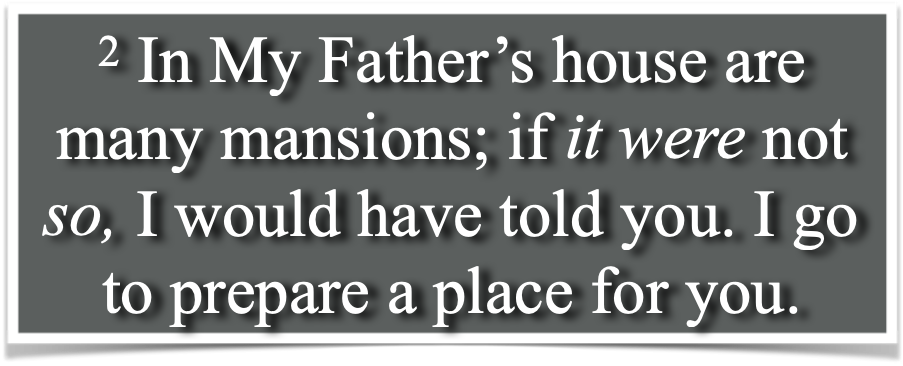 ² In My Father’s house are
many mansions; if it were not
so, I would have told you. I go
to prepare a place for you.